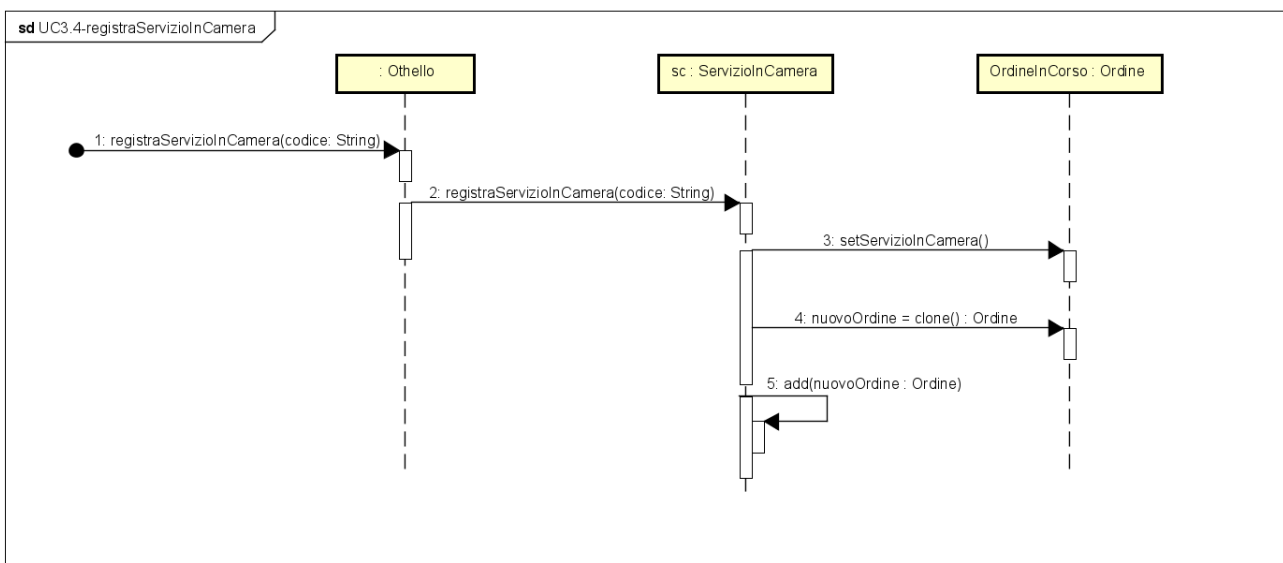 sd UC3.4-registraServizioInCamera
: Othello
sc : ServizioInCamera
OrdineInCorso : Ordine
1: registraServizioInCamera(codice: String)
2: registraServizioInCamera(codice: String)
3: setServizioInCamera()
4: nuovoOrdine = clone() : Ordine
5: add(nuovoOrdine : Ordine)